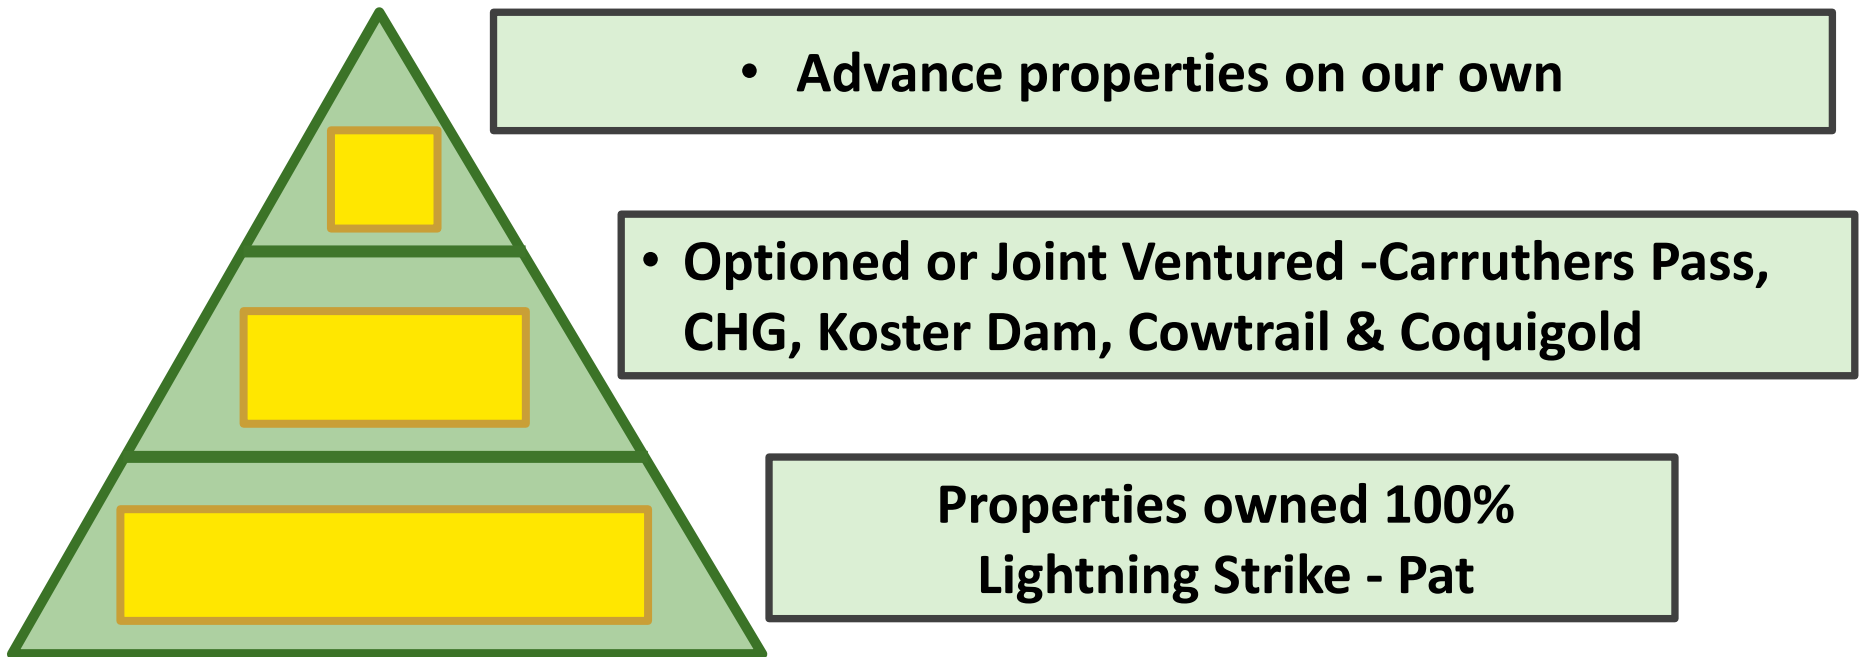 • Advance properties on our own
• Optioned or Joint Ventured -Carruthers Pass,
CHG, Koster Dam, Cowtrail & Coquigold
Properties owned 100%
Lightning Strike - Pat